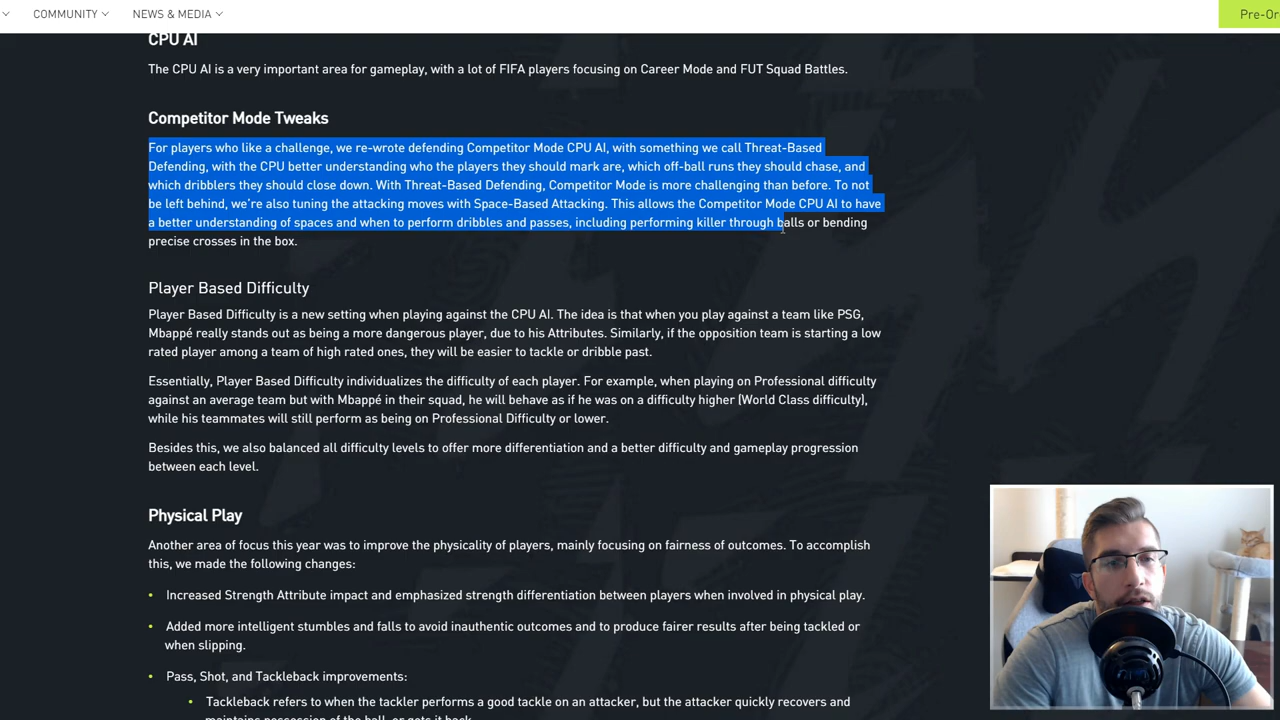 COMMUNITY
NEWS & MEDIA
Pre-Or
CPU AI
The CPU AI is a very important area for gameplay, with a lot of FIFA players focusing on Career Mode and FUT Squad Battles.
Competitor Mode Tweaks
For players who like a challenge, we re-wrote defending Competitor Mode CPU AI, with something we call Threat-Based
Defending, with the CPU better understanding who the players they should mark are, which off-ball runs they should chase, and
which dribblers they should close down. With Threat-Based Defending, Competitor Mode is more challenging than before. To not
be left behind, we're also tuning the attacking moves with Space-Based Attacking. This allows the Competitor Mode CPU AI to have
a better understanding of spaces and when to perform dribbles and passes, including performing killer through balls or bending
precise crosses in the box.
Player Based Difficulty
Player Based Difficulty is a new setting when playing against the CPU AI. The idea is that when you play against a team like PSG,
Mbappé really stands out as being a more dangerous player, due to his Attributes. Similarly, if the opposition team is starting a low
rated player among a team of high rated ones, they will be easier to tackle or dribble past.
Essentially, Player Based Difficulty individualizes the difficulty of each player. For example, when playing on Professional difficulty
against an average team but with Mbappé in their squad, he will behave as if he was on a difficulty higher (World Class difficulty),
while his teammates will still perform as being on Professional Difficulty or lower.
Besides this, we also balanced all difficulty levels to offer more differentiation and a better difficulty and gameplay progression
between each level.
Physical Play
Another area of focus this year was to improve the physicality of players, mainly focusing on fairness of outcomes. To accomplish
this, we made the following changes:
• Increased Strength Attribute impact and emphasized strength differentiation between players when involved in physical play.
• Added more intelligent stumbles and falls to avoid inauthentic outcomes and to produce fairer results after being tackled or
when slipping.
• Pass, Shot, and Tackleback improvements:
• Tackleback refers to when the tackler performs a good tackle on an attacker, but the attacker quickly recovers and
maintains possession of the ball, or gets it back.